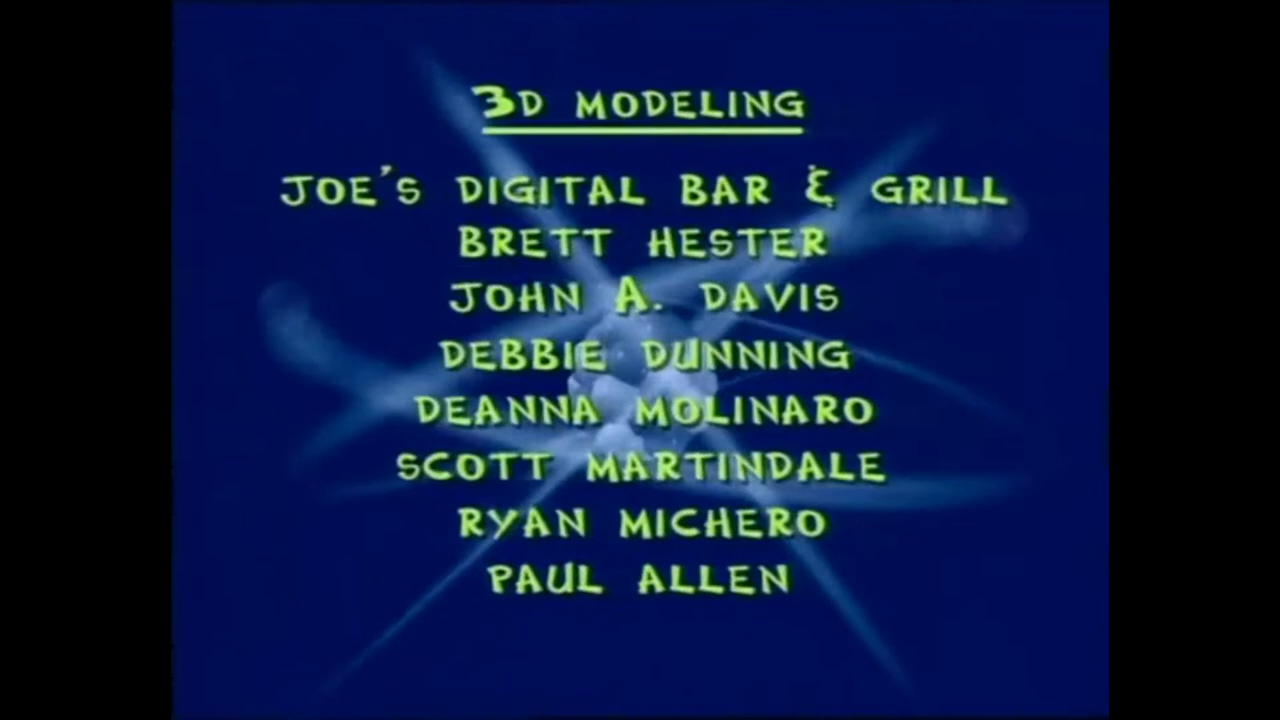 3D MODELING
JOE'S DIGITAL BAR & GRILL
BRETT HESTER
JOHN A. DAVIS
DEBBIE DUNNING
DEANNA MOLINARO
SCOTT MARTINDALE
RYAN MICHERO
PAUL ALLEN